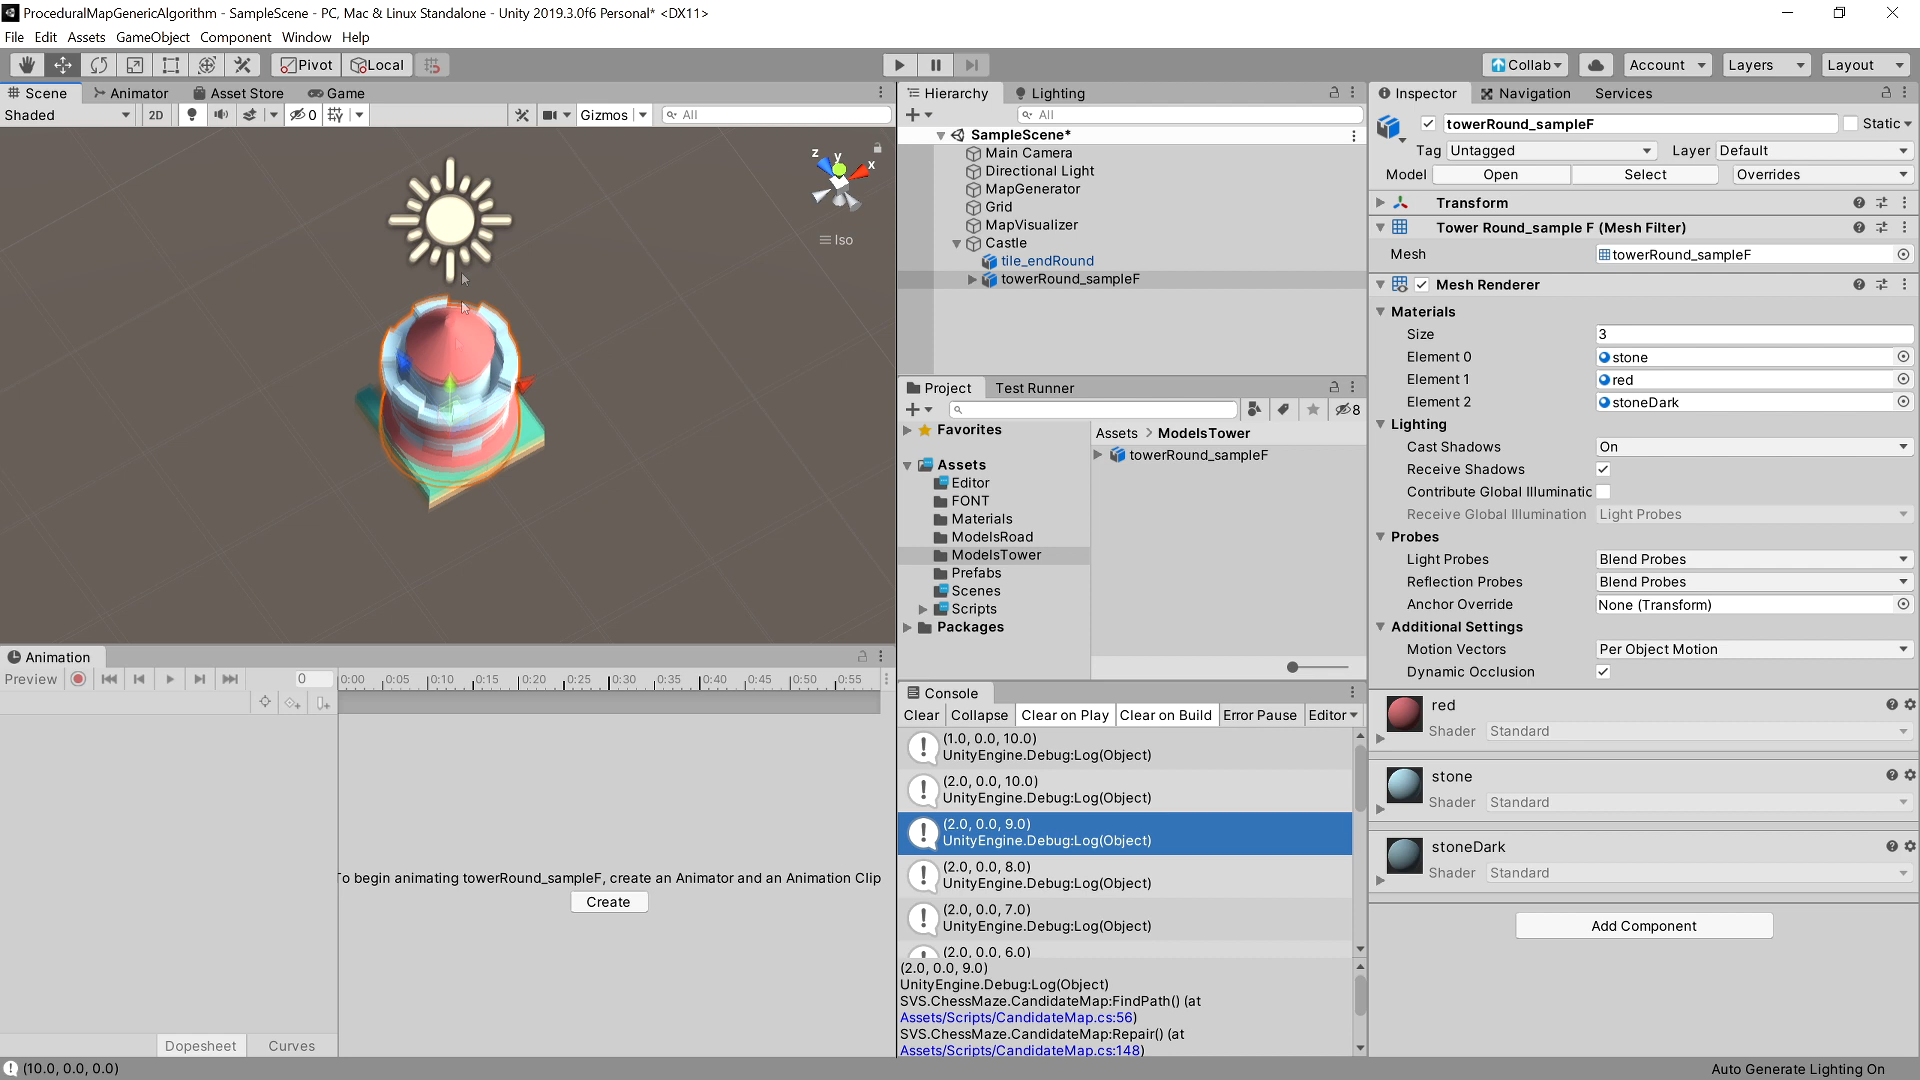 ProceduralMapGenericAlgorithm - SampleScene - PC, Mac & Linux Standalone - Unity 2019.3.0f6 Personal* <DX11>
File Edit Assets GameObject Component Window Help
Pivot Local Collab Account Layers Layout
Scene Animator Asset Store Game
Shaded 2D 0 Gizmos All
z y x
Iso
Hierarchy Lighting
All
SampleScene*
Main Camera
Directional Light
MapGenerator
Grid
MapVisualizer
Castle
tile_endRound
towerRound_sampleF
Project Test Runner
8
Favorites
Assets
Editor
FONT
Materials
ModelsRoad
ModelsTower
Prefabs
Scenes
Scripts
Packages
Assets > ModelsTower
towerRound_sampleF
Console
Clear Collapse Clear on Play Clear on Build Error Pause Editor
(1.0, 0.0, 10.0)
UnityEngine.Debug:Log(Object)
(2.0, 0.0, 10.0)
UnityEngine.Debug:Log(Object)
(2.0, 0.0, 9.0)
UnityEngine.Debug:Log(Object)
(2.0, 0.0, 8.0)
UnityEngine.Debug:Log(Object)
(2.0, 0.0, 7.0)
UnityEngine.Debug:Log(Object)
(2.0, 0.0, 6.0)
(2.0, 0.0, 9.0)
UnityEngine.Debug:Log(Object)
SVS.ChessMaze.CandidateMap:FindPath() (at
Assets/Scripts/CandidateMap.cs:56)
SVS.ChessMaze.CandidateMap:Repair() (at
Assets/Scripts/CandidateMap.cs:148)
Inspector Navigation Services
towerRound_sampleF Static
Tag Untagged Layer Default
Model Open Select Overrides
Transform
Tower Round_sample F (Mesh Filter)
Mesh towerRound_sampleF
Mesh Renderer
Materials
Size 3
Element 0 stone
Element 1 red
Element 2 stoneDark
Lighting
Cast Shadows On
Receive Shadows
Contribute Global Illuminatic
Receive Global Illumination Light Probes
Probes
Light Probes Blend Probes
Reflection Probes Blend Probes
Anchor Override None (Transform)
Additional Settings
Motion Vectors Per Object Motion
Dynamic Occlusion
red
Shader Standard
stone
Shader Standard
stoneDark
Shader Standard
Add Component
Animation
Preview 0 0:00 0:05 0:10 0:15 0:20 0:25 0:30 0:35 0:40 0:45 0:50 0:55
To begin animating towerRound_sampleF, create an Animator and an Animation Clip
Create
Dopesheet Curves
(10.0, 0.0, 0.0) Auto Generate Lighting On